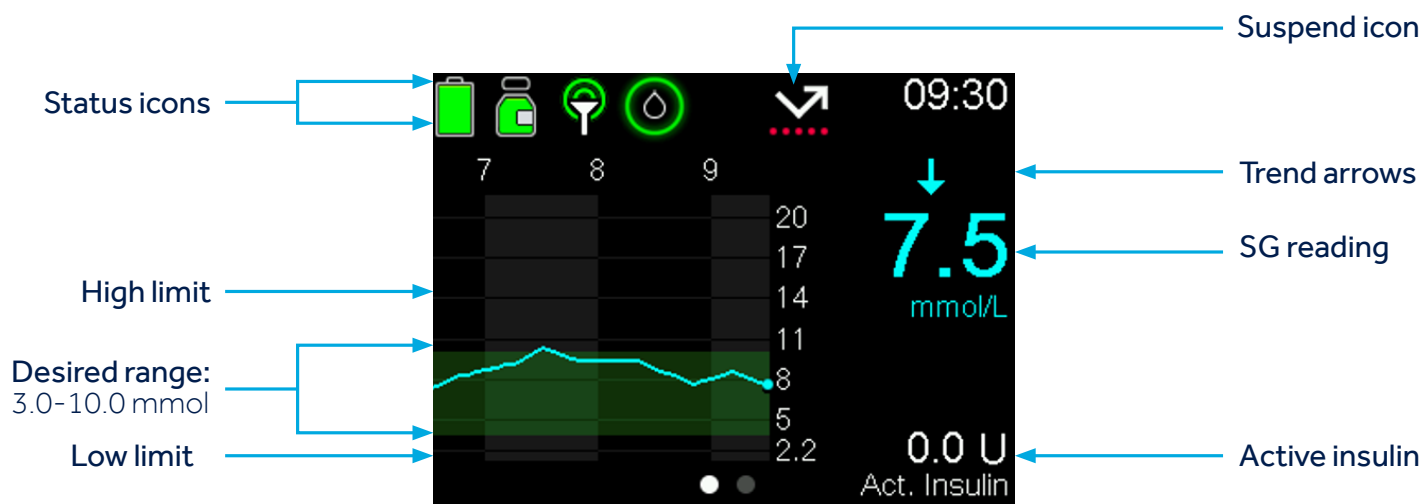 Suspend icon
Status icons
09:30
7 8 9
Trend arrows
20
7.5
SG reading
17
High limit
14
mmol/L
11
Desired range:
8
3.0-10.0 mmol
5
Low limit
2.2
0.0 U
Active insulin
Act. Insulin